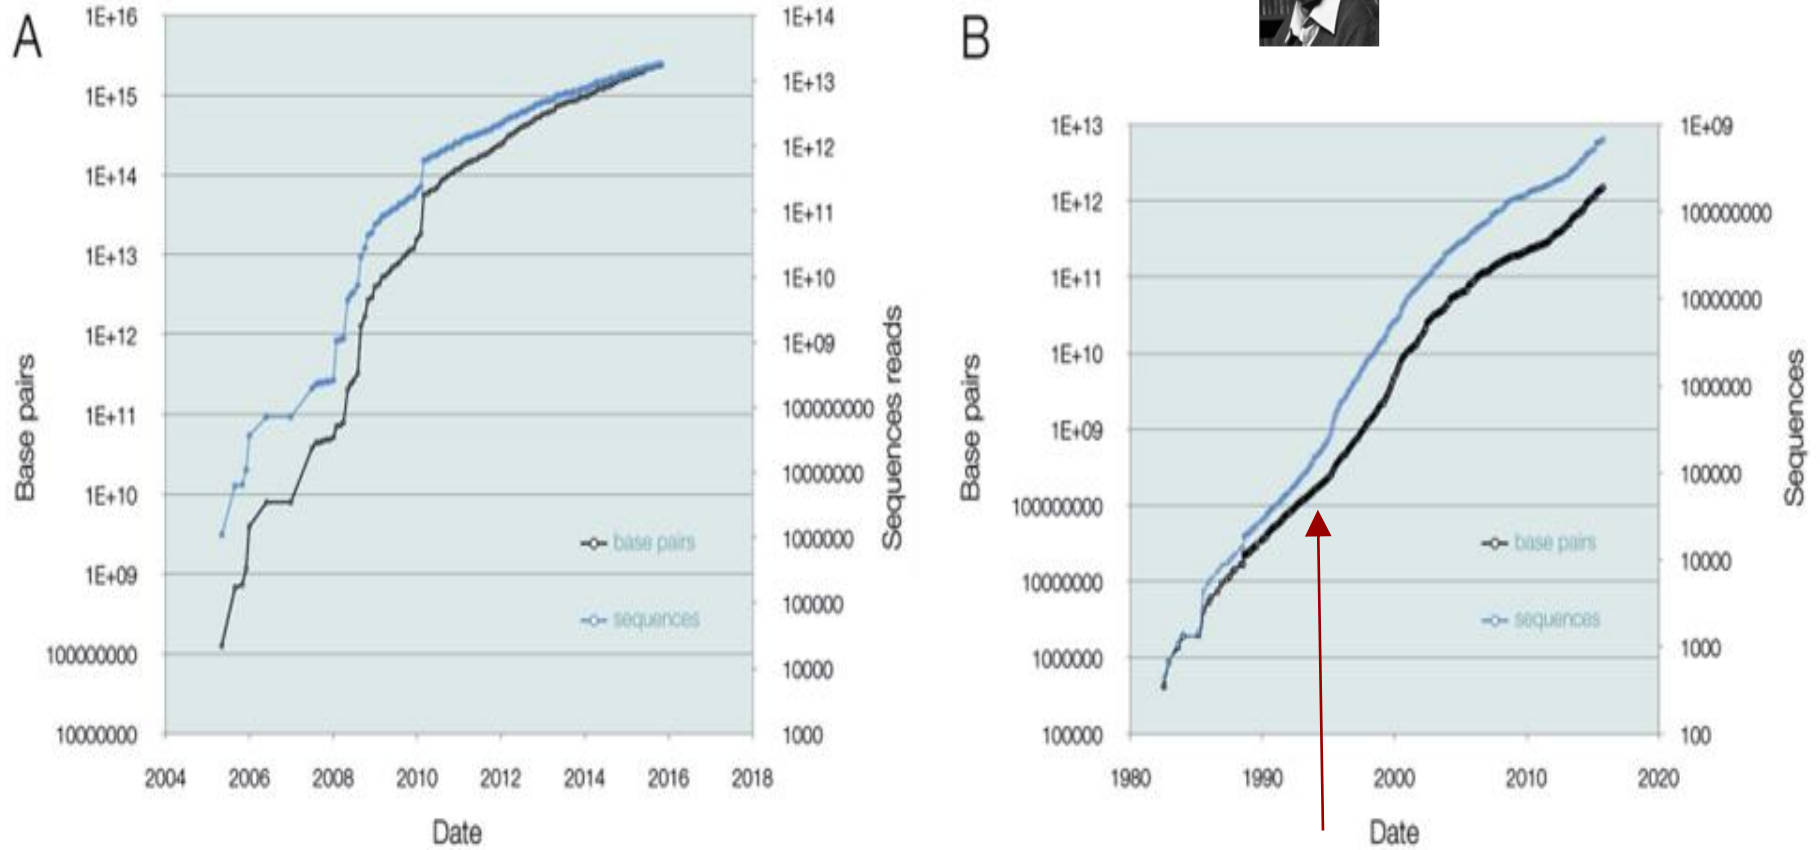 A
1E+16
1E+15
1E+14
1E+13
1E+12
1E+11
1E+10
1E+09
100000000
10000000
Base pairs
1E+14
1E+13
1E+12
1E+11
1E+10
1E+09
100000000
10000000
1000000
100000
10000
1000
Sequences reads
base pairs
sequences
2004 2006 2008 2010 2012 2014 2016 2018
Date
B
1E+13
1E+12
1E+11
1E+10
1E+09
100000000
10000000
1000000
100000
Base pairs
1E+09
100000000
10000000
1000000
100000
10000
1000
100
Sequences
base pairs
sequences
1980 1990 2000 2010 2020
Date